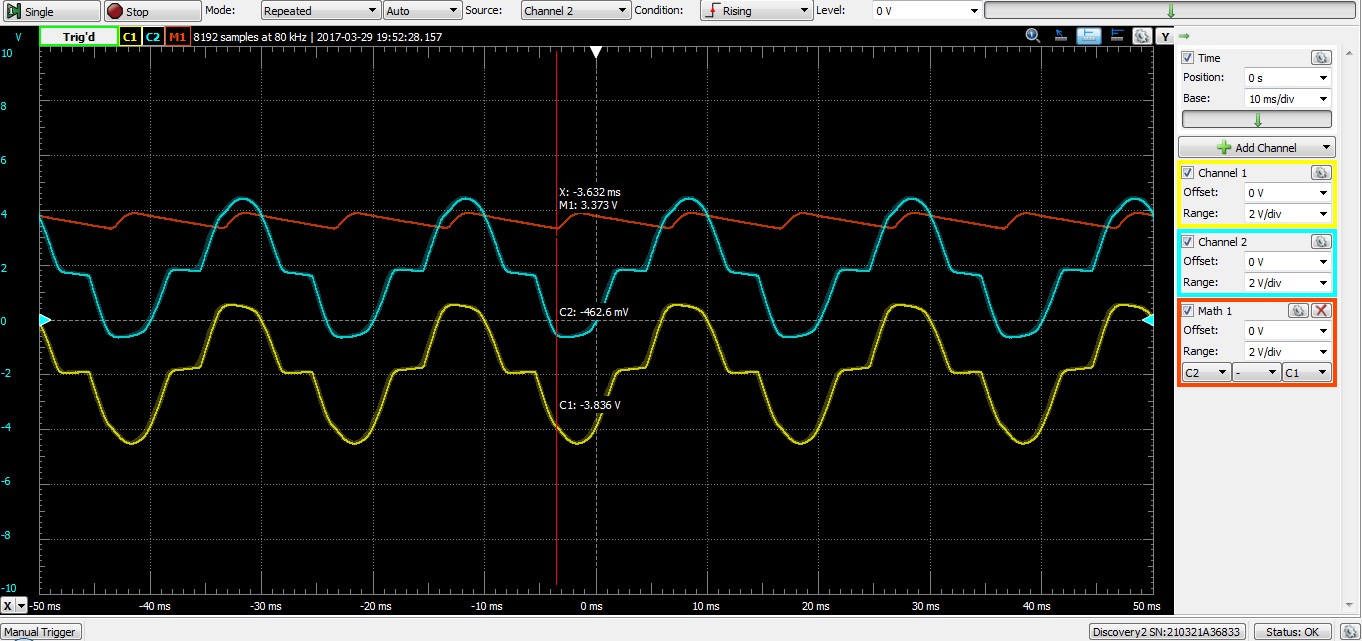 Single Stop Mode: Repeated Auto Source: Channel 2 Condition: Rising Level: 0 V
V Trig'd C1 C2 M1 8192 samples at 80 kHz | 2017-03-29 19:52:28.157 Y
10
8
6
4
2
0
-2
-4
-6
-8
-10
X: -3.632 ms
M1: 3.373 V
C2: -462.6 mV
C1: -3.836 V
X -50 ms -40 ms -30 ms -20 ms -10 ms 0 ms 10 ms 20 ms 30 ms 40 ms 50 ms
Time
Position: 0 s
Base: 10 ms/div
Add Channel
Channel 1
Offset: 0 V
Range: 2 V/div
Channel 2
Offset: 0 V
Range: 2 V/div
Math 1
Offset: 0 V
Range: 2 V/div
C2 - C1
Manual Trigger Discovery2 SN:210321A36833 Status: OK